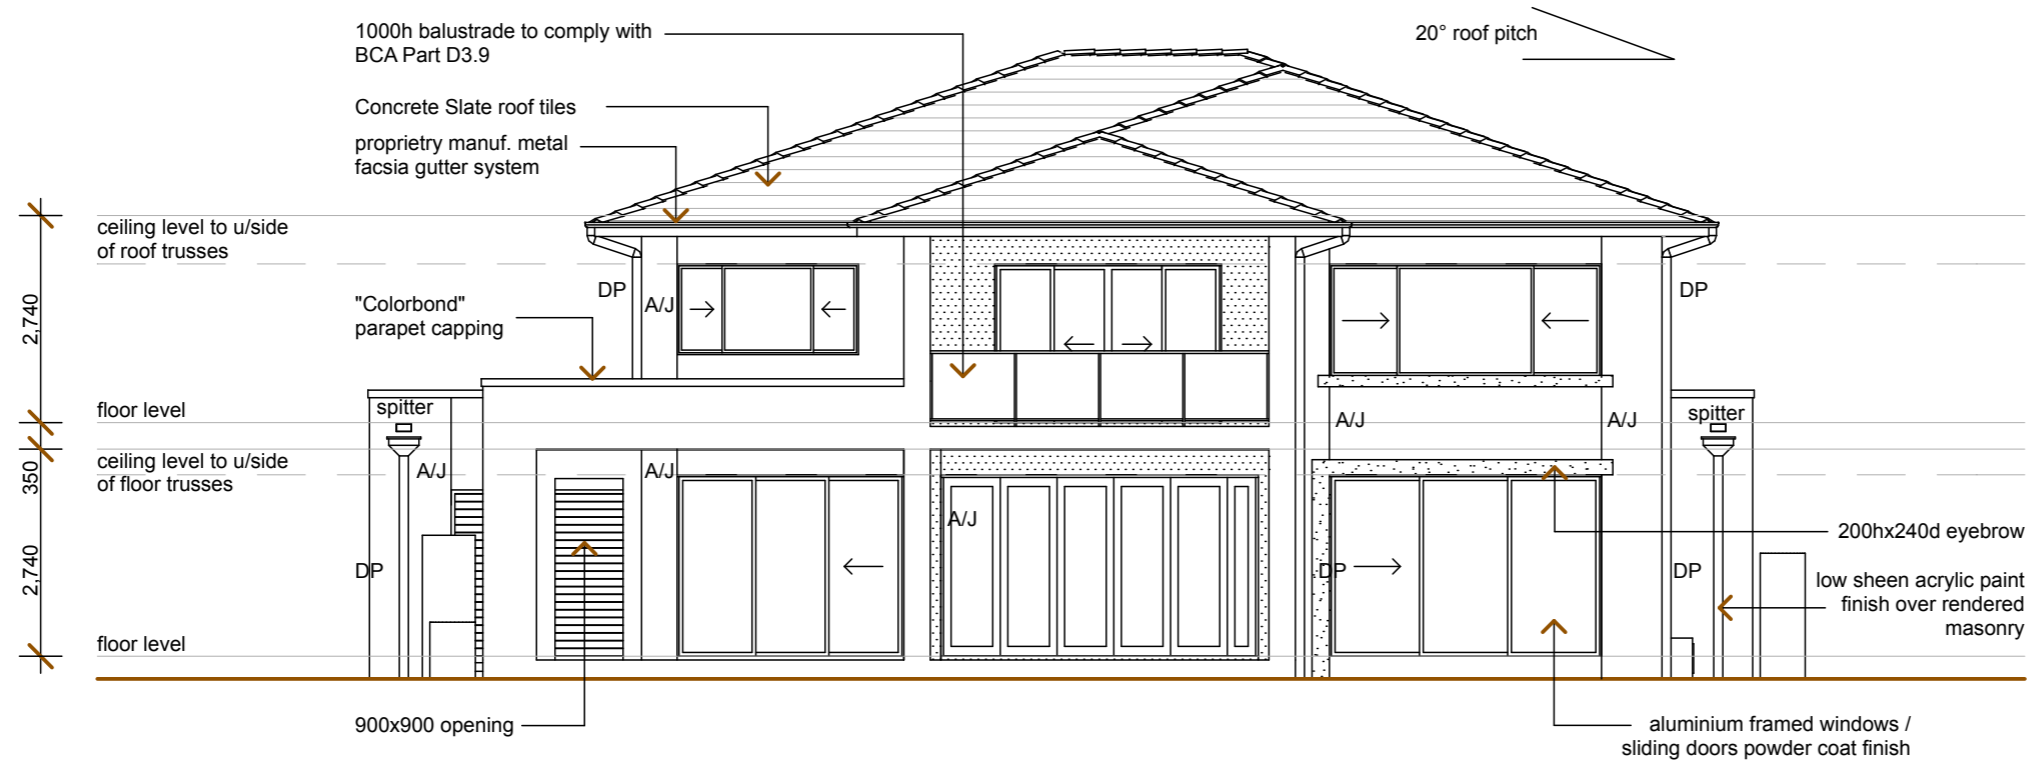 1000h balustrade to comply with
BCA Part D3.9
20° roof pitch
Concrete Slate roof tiles
proprietry manuf. metal
facsia gutter system
ceiling level to u/side
of roof trusses
2,740
"Colorbond"
parapet capping
DP
A/J
DP
floor level
spitter
A/J
A/J
spitter
ceiling level to u/side
of floor trusses
350
A/J
A/J
A/J
200hx240d eyebrow
2,740
DP
DP
DP
low sheen acrylic paint
finish over rendered
masonry
floor level
900x900 opening
aluminium framed windows /
sliding doors powder coat finish